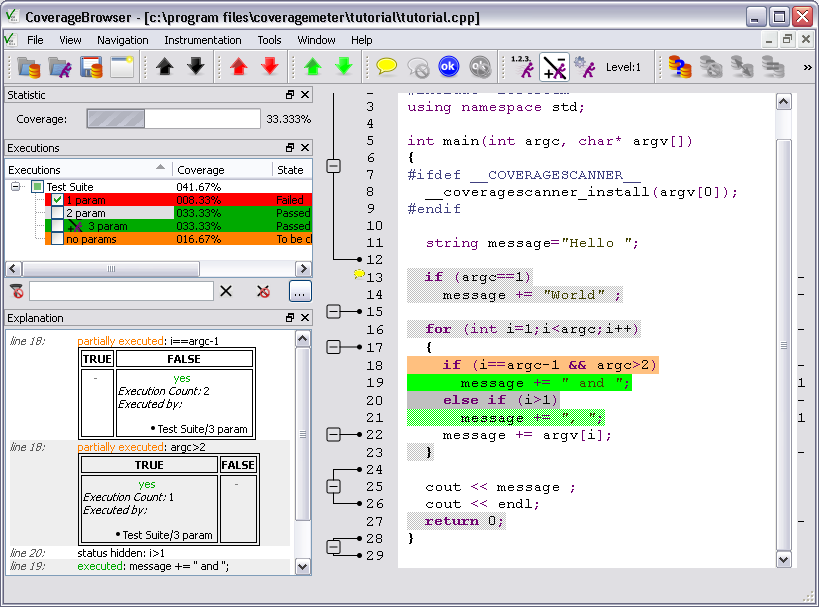 CoverageBrowser - [c:\program files\coveragemeter\tutorial\tutorial.cpp]
File View Navigation Instrumentation Tools Window Help
ok ok 1.2.3. Level:1 »
Statistic
Coverage: 33.333%
Executions
Executions Coverage State
Test Suite 041.67%
1 param 008.33% Failed
2 param 033.33% Passed
3 param 033.33% Passed
no params 016.67% To be c
...
Explanation
line 18: partially executed: i==argc-1
TRUE FALSE
- yes
Execution Count: 2
Executed by:
• Test Suite/3 param
line 18: partially executed: argc>2
TRUE FALSE
yes -
Execution Count: 1
Executed by:
• Test Suite/3 param
line 20: status hidden: i>1
line 19: executed: message += " and ";
3 using namespace std;
4
5 int main(int argc, char* argv[])
6 {
7 #ifdef __COVERAGESCANNER__
8 __coveragescanner_install(argv[0]);
9 #endif
10
11 string message="Hello ";
12
13 if (argc==1) -
14 message += "World" ; -
15
16 for (int i=1;i<argc;i++) -
17 {
18 if (i==argc-1 && argc>2) -
19 message += " and "; 1
20 else if (i>1) -
21 message += ", "; 1
22 message += argv[i];
23 } -
24
25 cout << message ;
26 cout << endl;
27 return 0; -
28 }
29